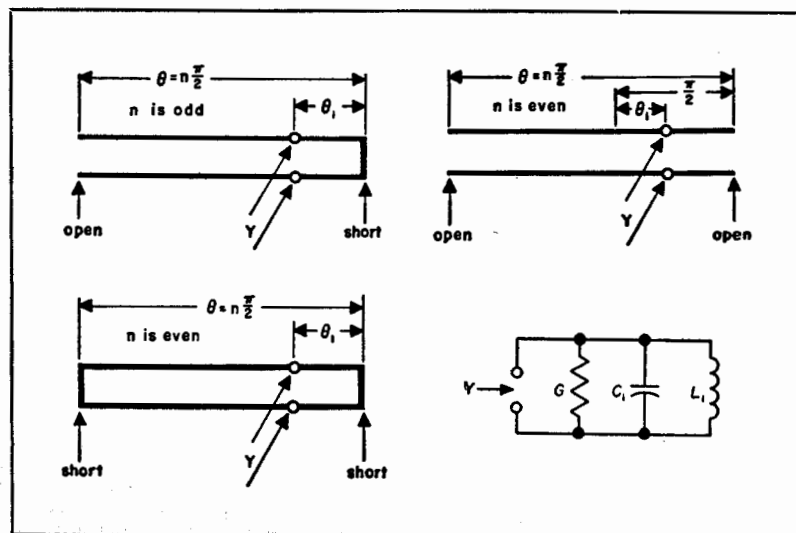 θ = n π/2
n is odd
θ₁
Y
open
short
θ = n π/2
π/2
n is even
θ₁
Y
open
open
θ = n π/2
n is even
θ₁
Y
short
short
Y
G
C₁
L₁